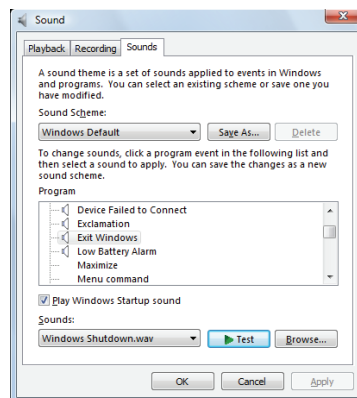 Sound
Playback Recording Sounds
A sound theme is a set of sounds applied to events in Windows
and programs. You can select an existing scheme or save one you
have modified.
Sound Scheme:
Windows Default Save As... Delete
To change sounds, click a program event in the following list and
then select a sound to apply. You can save the changes as a new
sound scheme.
Program
Device Failed to Connect
Exclamation
Exit Windows
Low Battery Alarm
Maximize
Menu command
Play Windows Startup sound
Sounds:
Windows Shutdown.wav Test Browse...
OK Cancel Apply